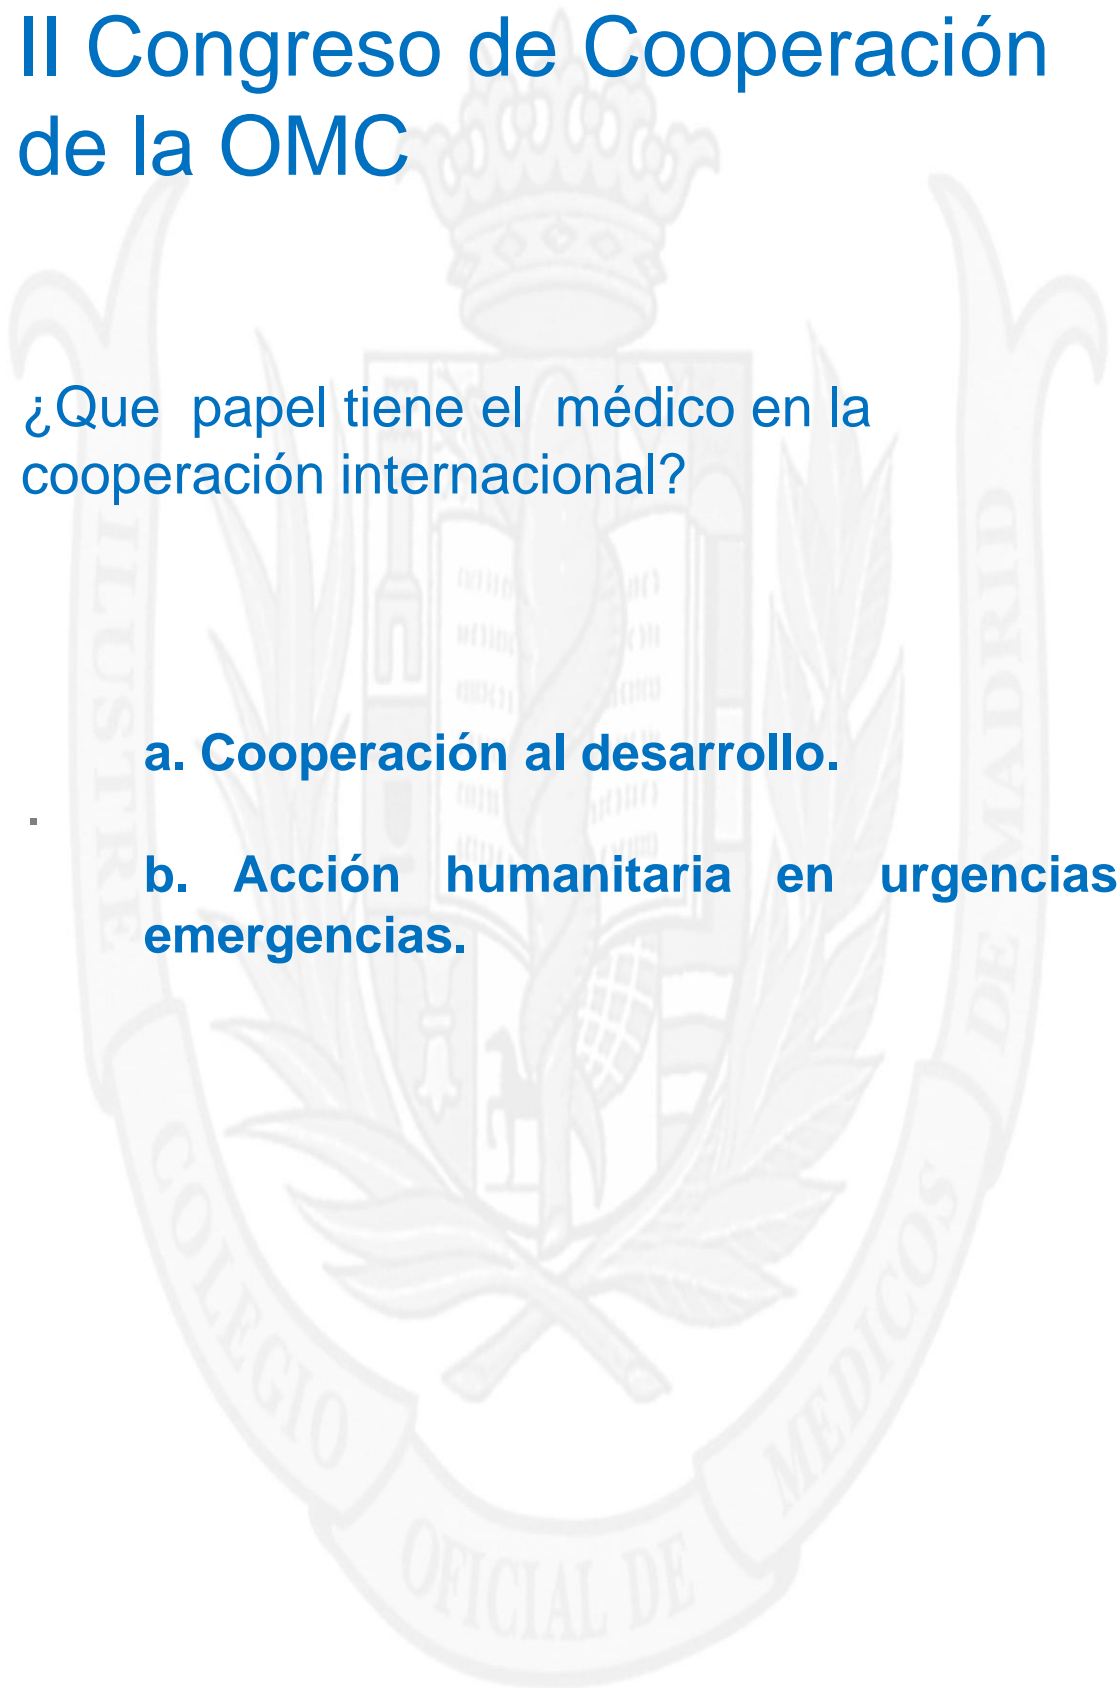 II Congreso de Cooperación
de la OMC
¿Que papel tiene el médico en la
cooperación internacional?
a. Cooperación al desarrollo.
b. Acción humanitaria en urgencias
emergencias.
ILUSTRE
COLEGIO
OFICIAL DE
MEDICOS
DE MADRID